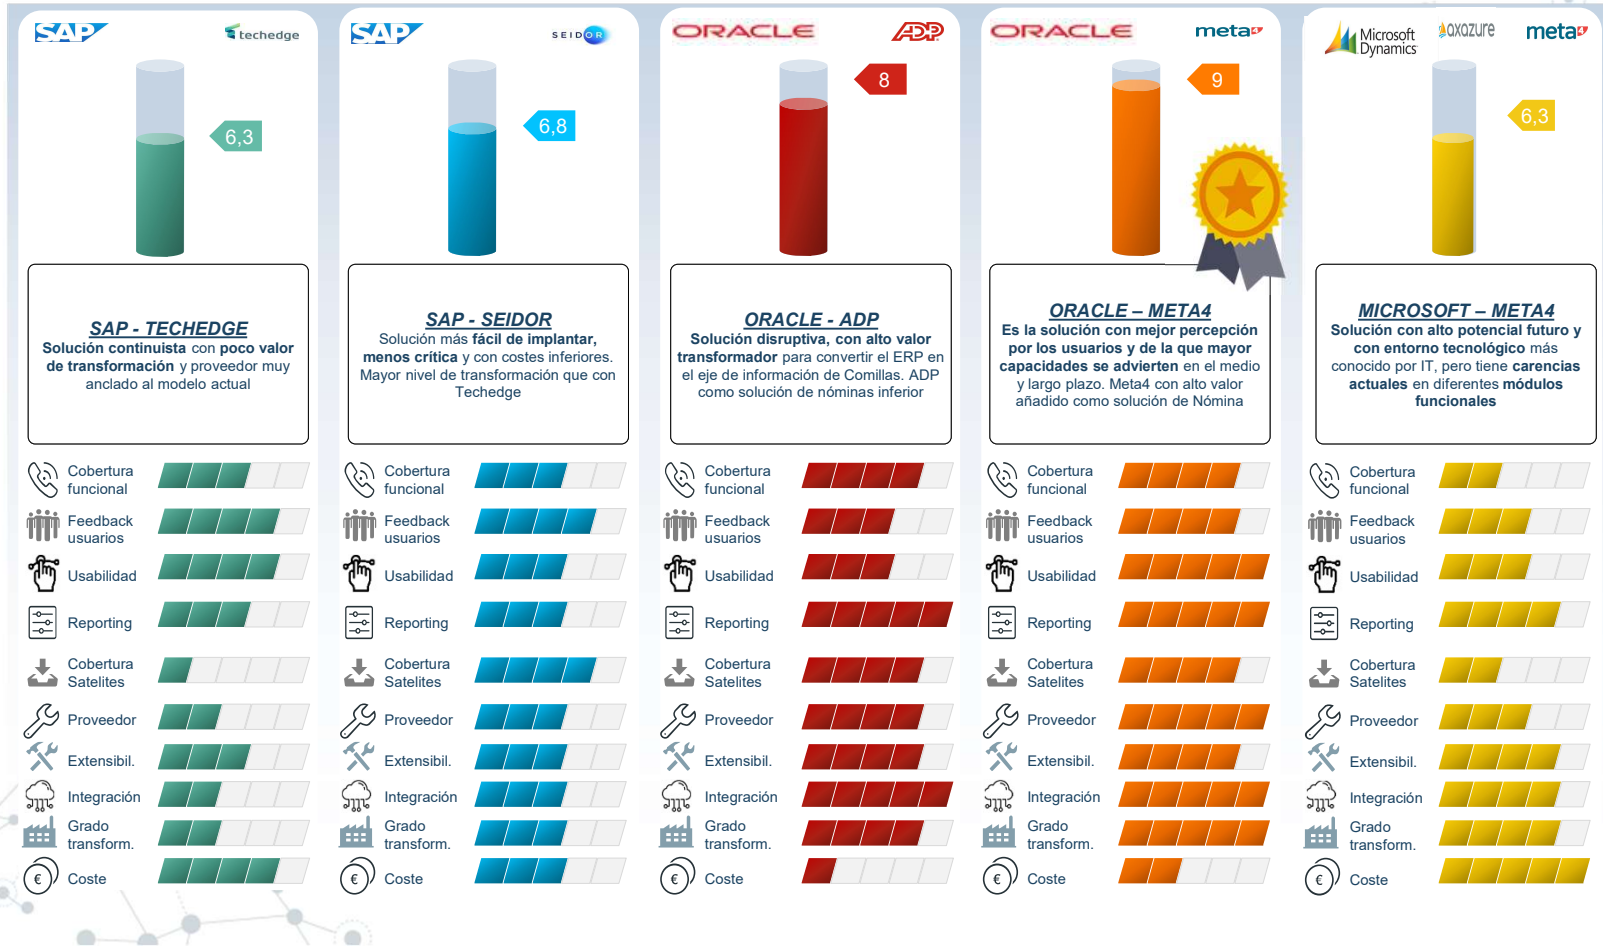 SAP
techedge
6,3
SAP - TECHEDGE
Solución continuista con poco valor
de transformación y proveedor muy
anclado al modelo actual
Cobertura
funcional
Feedback
usuarios
Usabilidad
Reporting
Cobertura
Satelites
Proveedor
Extensibil.
Integración
Grado
transform.
€
Coste
SAP
SEIDOR
6,8
SAP - SEIDOR
Solución más fácil de implantar,
menos crítica y con costes inferiores.
Mayor nivel de transformación que con
Techedge
Cobertura
funcional
Feedback
usuarios
Usabilidad
Reporting
Cobertura
Satelites
Proveedor
Extensibil.
Integración
Grado
transform.
€
Coste
ORACLE
ADP
8
ORACLE - ADP
Solución disruptiva, con alto valor
transformador para convertir el ERP en
el eje de información de Comillas. ADP
como solución de nóminas inferior
Cobertura
funcional
Feedback
usuarios
Usabilidad
Reporting
Cobertura
Satelites
Proveedor
Extensibil.
Integración
Grado
transform.
€
Coste
ORACLE
meta4
9
ORACLE – META4
Es la solución con mejor percepción
por los usuarios y de la que mayor
capacidades se advierten en el medio
y largo plazo. Meta4 con alto valor
añadido como solución de Nómina
Cobertura
funcional
Feedback
usuarios
Usabilidad
Reporting
Cobertura
Satelites
Proveedor
Extensibil.
Integración
Grado
transform.
€
Coste
Microsoft
Dynamics
axazure
meta4
6,3
MICROSOFT – META4
Solución con alto potencial futuro y
con entorno tecnológico más
conocido por IT, pero tiene carencias
actuales en diferentes módulos
funcionales
Cobertura
funcional
Feedback
usuarios
Usabilidad
Reporting
Cobertura
Satelites
Proveedor
Extensibil.
Integración
Grado
transform.
€
Coste